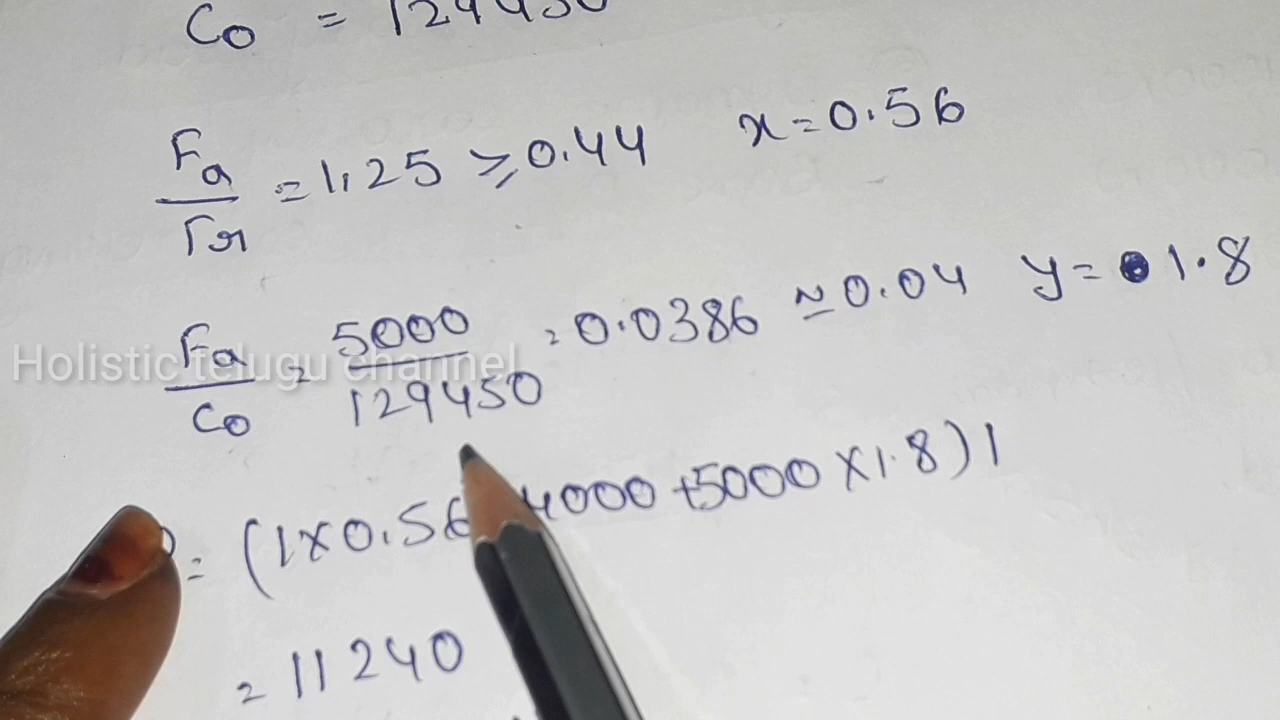 Co = 129450
Fa/Fr = 1.25 ≥ 0.44 x = 0.56
Fa/Co = 5000/129450 = 0.0386 ≃ 0.04 y = 1.8
Holistic telugu channel
= (1×0.56 4000 + 5000 × 1.8) 1
= 11240